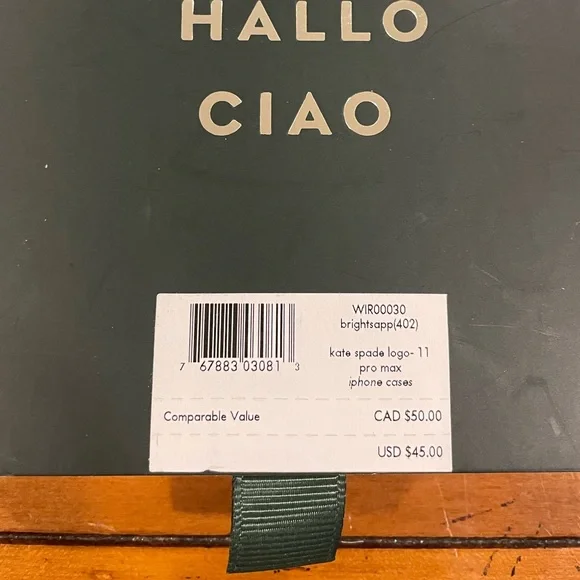 HALLO
CIAO
WIR00030
brightsapp(402)
7 67883 03081 3
kate spade logo- 11
pro max
iphone cases
Comparable Value CAD $50.00
USD $45.00